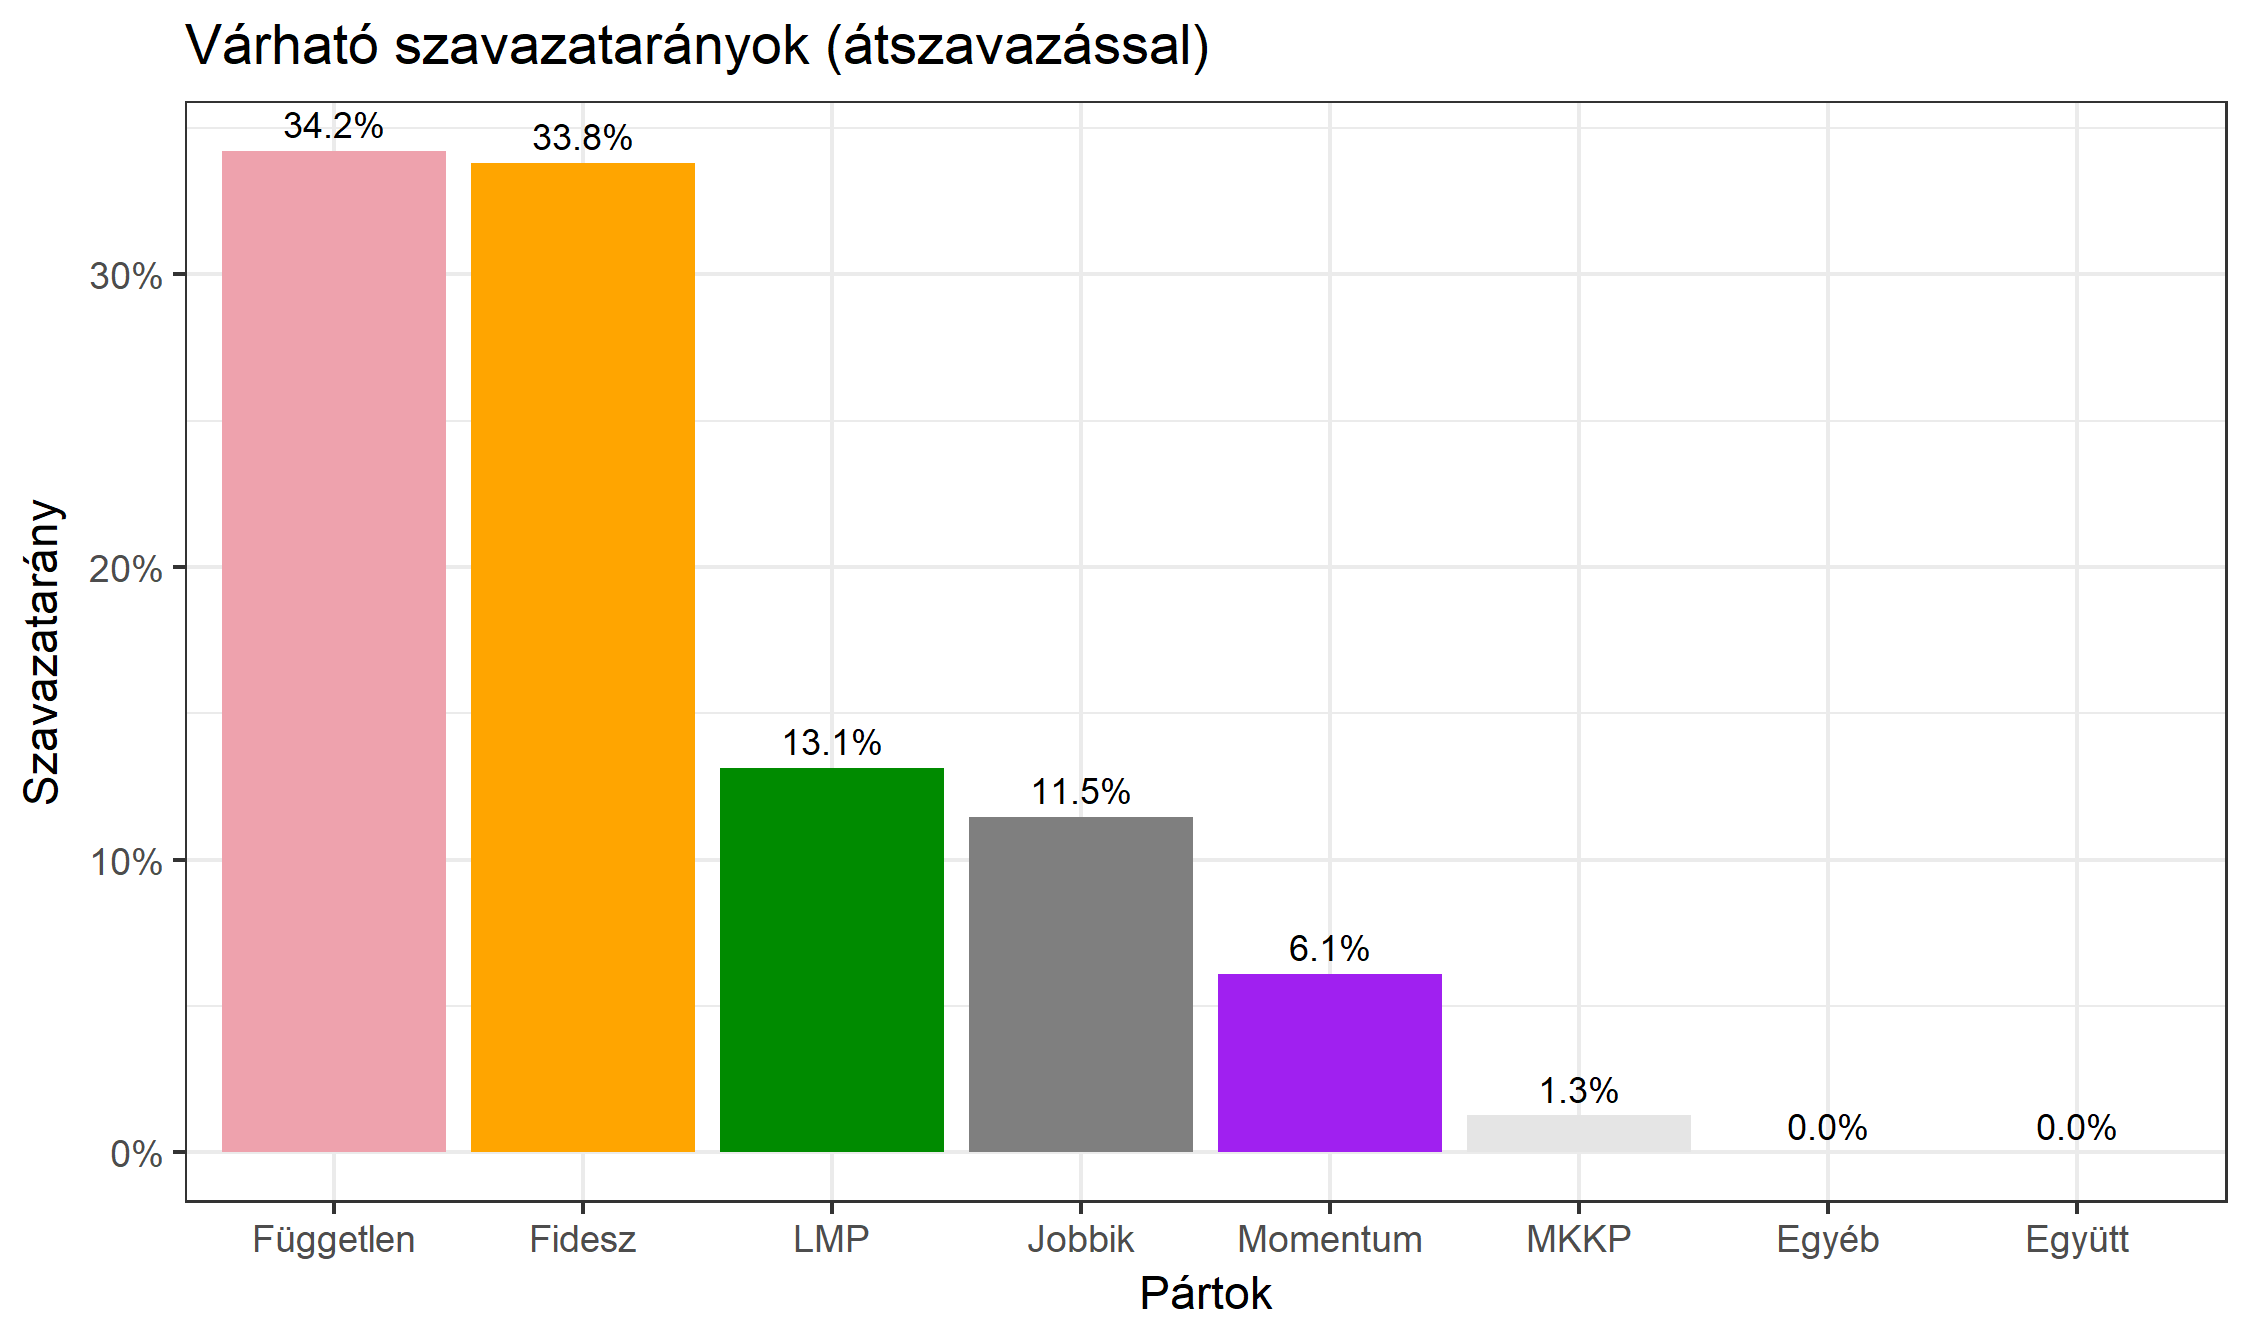 Várható szavazatarányok (átszavazással)
34.2%
33.8%
13.1%
11.5%
6.1%
1.3%
0.0%
0.0%
30%
20%
10%
0%
Szavazatarány
Független
Fidesz
LMP
Jobbik
Momentum
MKKP
Egyéb
Együtt
Pártok